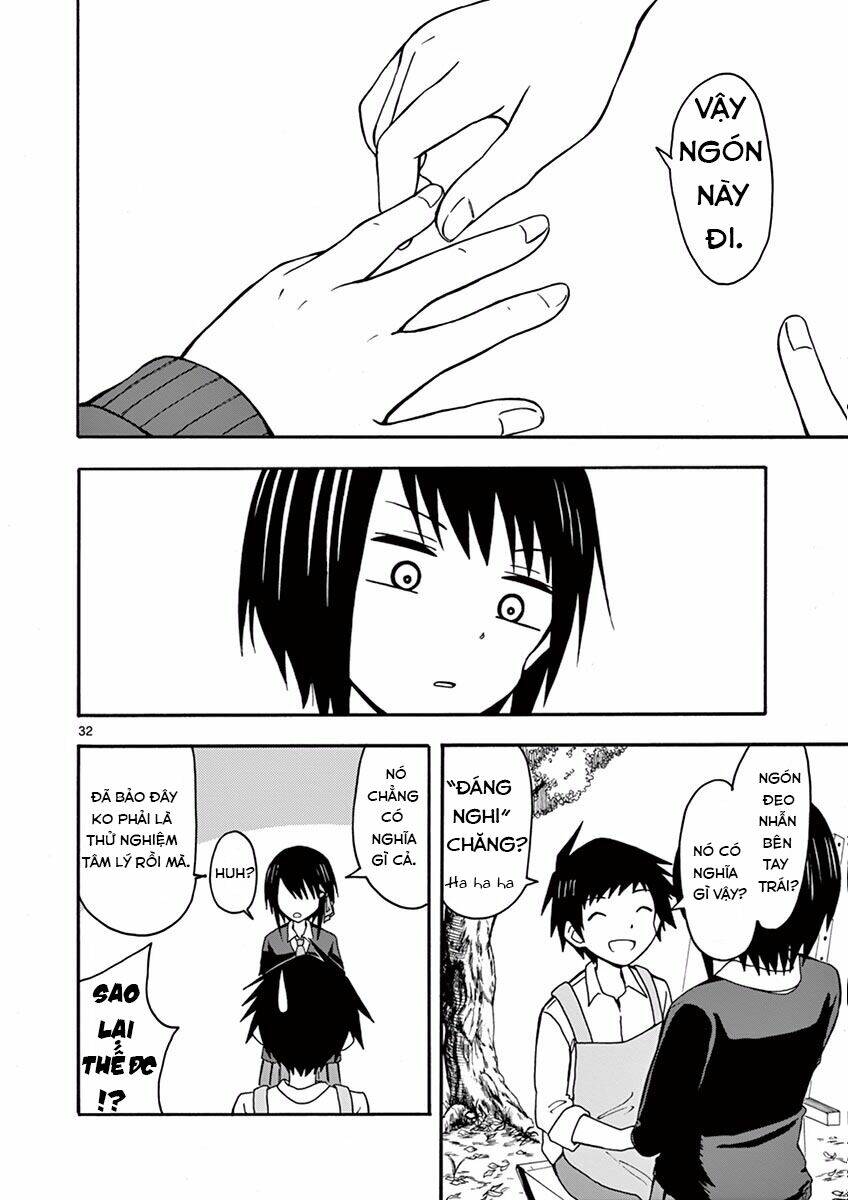 VẬY
NGÓN
NÀY
ĐI.
32
NGÓN
ĐEO
NHẪN
BÊN
TAY
TRÁI?
NÓ CÓ
NGHĨA
GÌ VẬY?
"ĐÁNG
NGHI"
CHĂNG?
Ha ha ha
NÓ
CHẲNG
CÓ
NGHĨA
GÌ CẢ.
HUH?
ĐÃ BẢO ĐÂY
KO PHẢI LÀ
THỬ NGHIỆM
TÂM LÝ RỒI MÀ.
SAO
LẠI
THẾ ĐC
!?